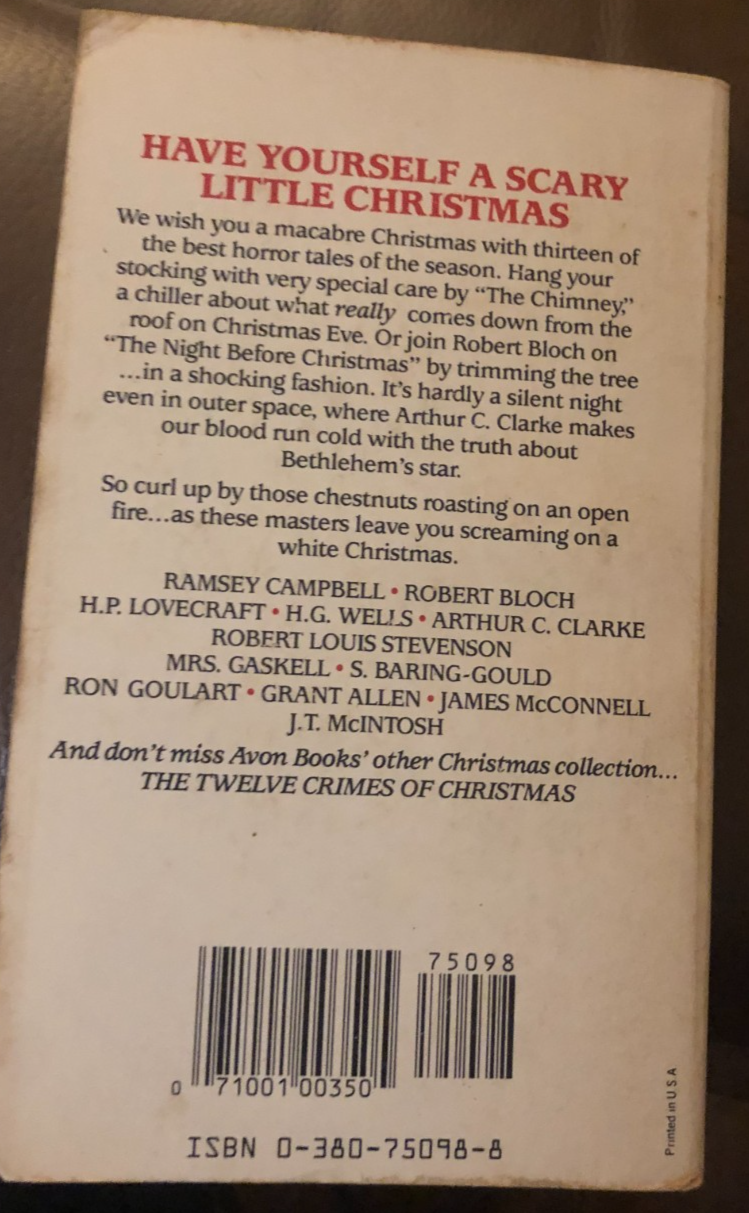 HAVE YOURSELF A SCARY
LITTLE CHRISTMAS
We wish you a macabre Christmas with thirteen of
the best horror tales of the season. Hang your
stocking with very special care by "The Chimney,"
a chiller about what really comes down from the
roof on Christmas Eve. Or join Robert Bloch on
"The Night Before Christmas" by trimming the tree
...in a shocking fashion. It's hardly a silent night
even in outer space, where Arthur C. Clarke makes
our blood run cold with the truth about
Bethlehem's star.
So curl up by those chestnuts roasting on an open
fire...as these masters leave you screaming on a
white Christmas.
RAMSEY CAMPBELL • ROBERT BLOCH
H.P. LOVECRAFT • H.G. WELLS • ARTHUR C. CLARKE
ROBERT LOUIS STEVENSON
MRS. GASKELL • S. BARING-GOULD
RON GOULART • GRANT ALLEN • JAMES McCONNELL
J.T. McINTOSH
And don't miss Avon Books' other Christmas collection...
THE TWELVE CRIMES OF CHRISTMAS
75098
0 71001 00350
ISBN 0-380-75098-8
Printed in U.S.A